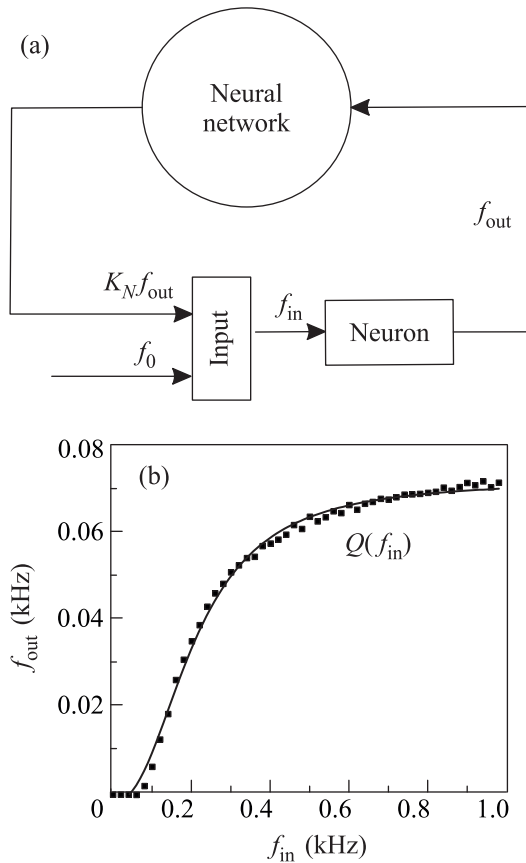 (a)
Neural
network
f_out
K_N f_out
f_in
f_0
Input
Neuron
(b)
0.08
0.06
0.04
0.02
0
0.2
0.4
0.6
0.8
1.0
Q(f_in)
f_out (kHz)
f_in (kHz)